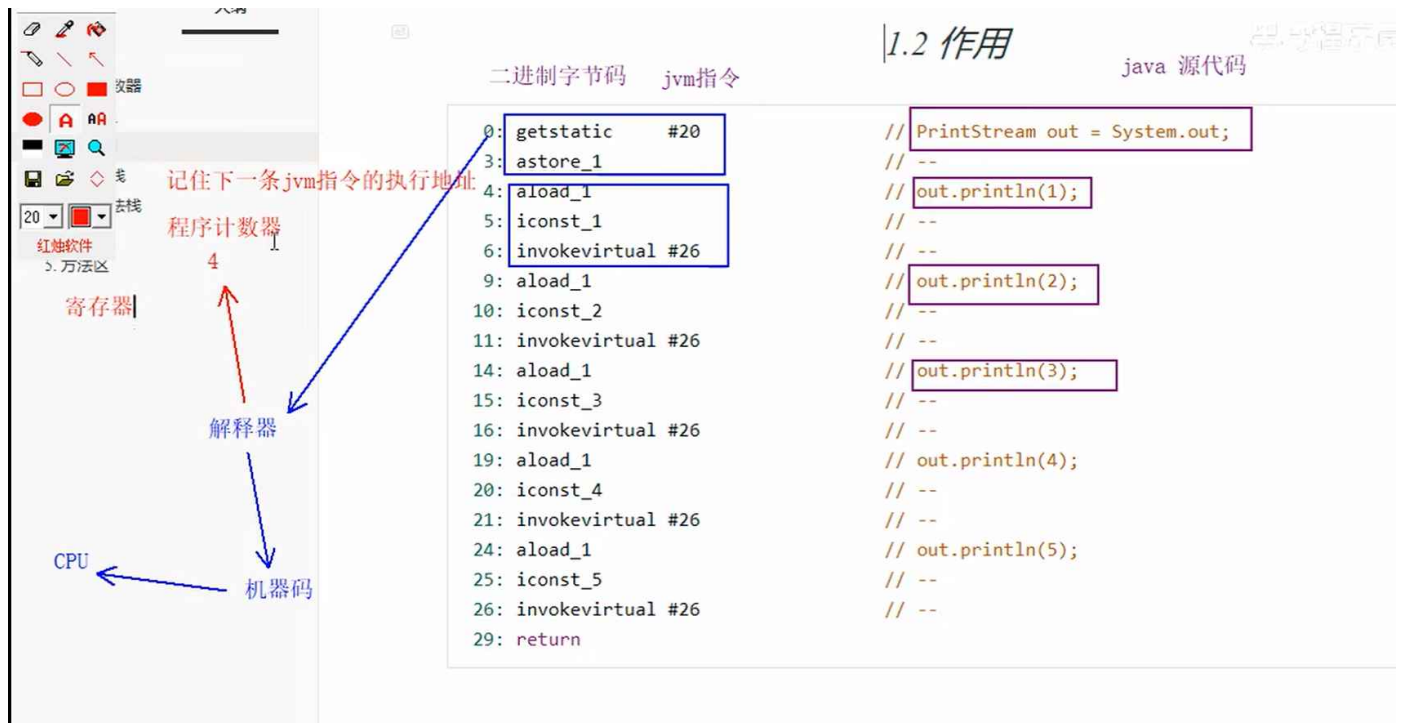 1.2 作用
二进制字节码 jvm指令
java 源代码
0: getstatic #20 // PrintStream out = System.out;
3: astore_1 // --
4: aload_1 // out.println(1);
5: iconst_1 // --
6: invokevirtual #26 // --
9: aload_1 // out.println(2);
10: iconst_2 // --
11: invokevirtual #26 // --
14: aload_1 // out.println(3);
15: iconst_3 // --
16: invokevirtual #26 // --
19: aload_1 // out.println(4);
20: iconst_4 // --
21: invokevirtual #26 // --
24: aload_1 // out.println(5);
25: iconst_5 // --
26: invokevirtual #26 // --
29: return
记住下一条jvm指令的执行地址
程序计数器
4
寄存器
解释器
机器码
CPU
A AA
20
红烛软件
数器
栈
法栈
5. 方法区